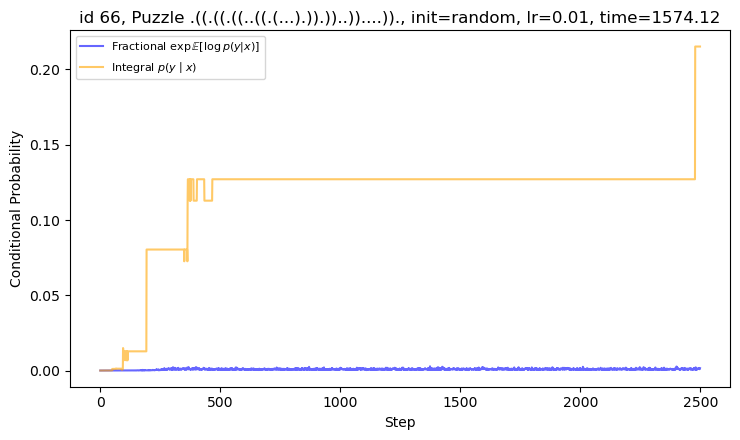 id 66, Puzzle .((.((.((..((.(...).)).))..))....))., init=random, lr=0.01, time=1574.12
Fractional exp𝔼[log p(y|x)]
Integral p(y | x)
0.20
0.15
0.10
0.05
0.00
Conditional Probability
0
500
1000
1500
2000
2500
Step